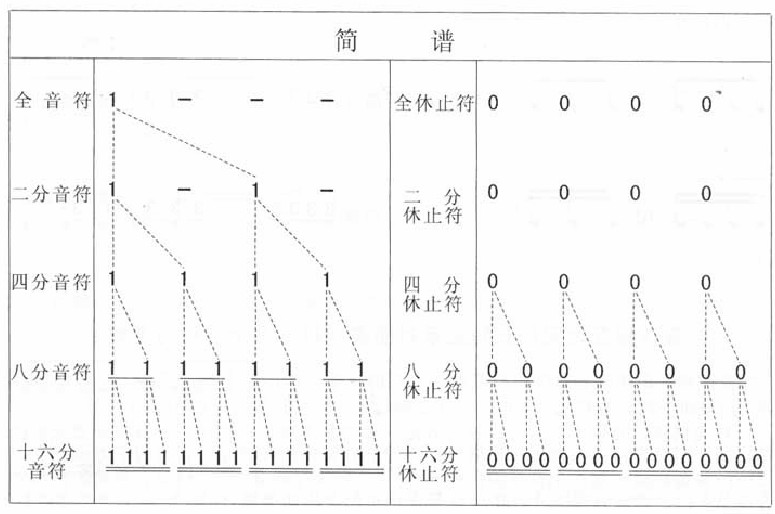 简 谱
全音符 1 - - - 全休止符 0 0 0 0
二分音符 1 - 1 - 二分
休止符 0 0 0 0
四分音符 1 1 1 1 四分
休止符 0 0 0 0
八分音符 1 1 1 1 1 1 1 1 八分
休止符 0 0 0 0 0 0 0 0
十六分
音符 1 1 1 1 1 1 1 1 1 1 1 1 1 1 1 1 十六分
休止符 0 0 0 0 0 0 0 0 0 0 0 0 0 0 0 0